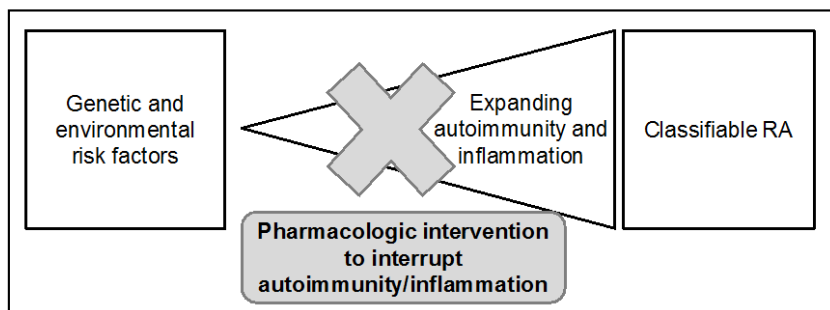 Genetic and
environmental
risk factors
Expanding
autoimmunity and
inflammation
Classifiable RA
Pharmacologic intervention
to interrupt
autoimmunity/inflammation